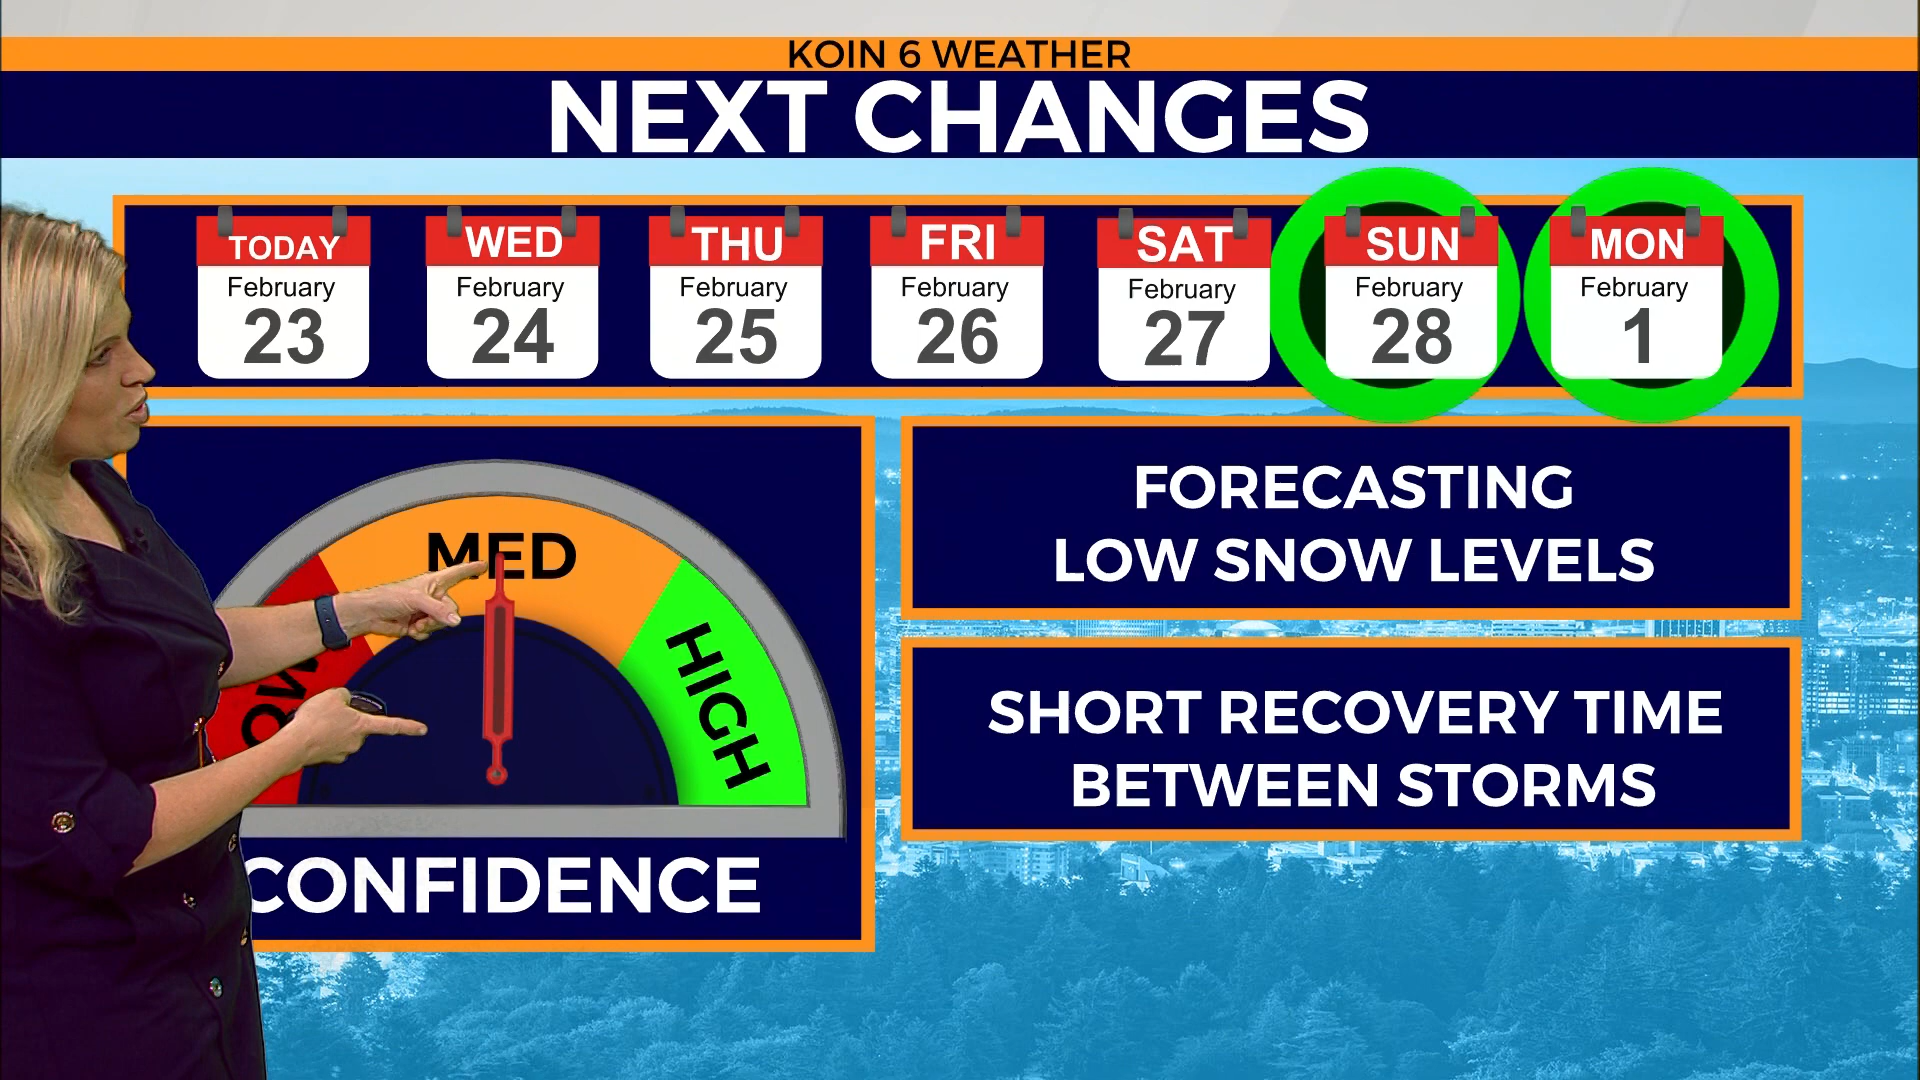 KOIN 6 WEATHER
NEXT CHANGES
TODAY
February
23
WED
February
24
THU
February
25
FRI
February
26
SAT
February
27
SUN
February
28
MON
February
1
MED
OW
HIGH
CONFIDENCE
FORECASTING
LOW SNOW LEVELS
SHORT RECOVERY TIME
BETWEEN STORMS